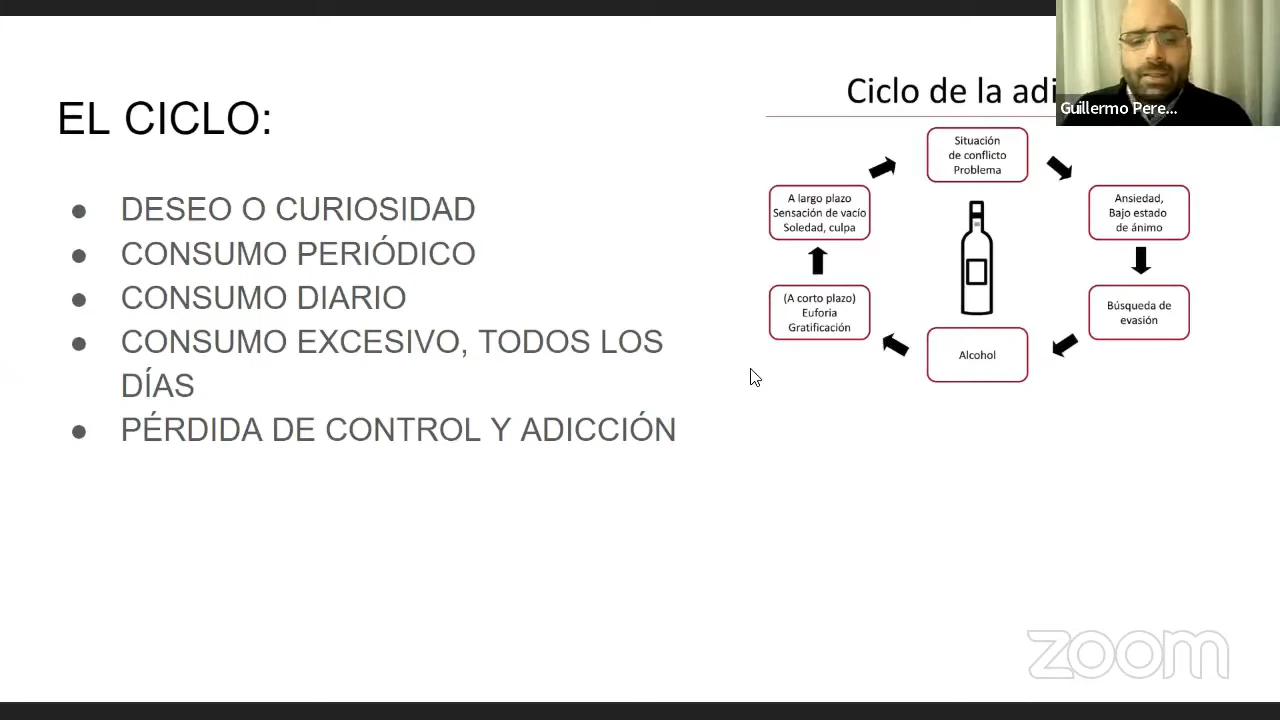 EL CICLO:
● DESEO O CURIOSIDAD
● CONSUMO PERIÓDICO
● CONSUMO DIARIO
● CONSUMO EXCESIVO, TODOS LOS
DÍAS
● PÉRDIDA DE CONTROL Y ADICCIÓN
Ciclo de la adi
Situación
de conflicto
Problema
Ansiedad,
Bajo estado
de ánimo
Búsqueda de
evasión
Alcohol
(A corto plazo)
Euforia
Gratificación
A largo plazo
Sensación de vacío
Soledad, culpa
Guillermo Pere...
zoom